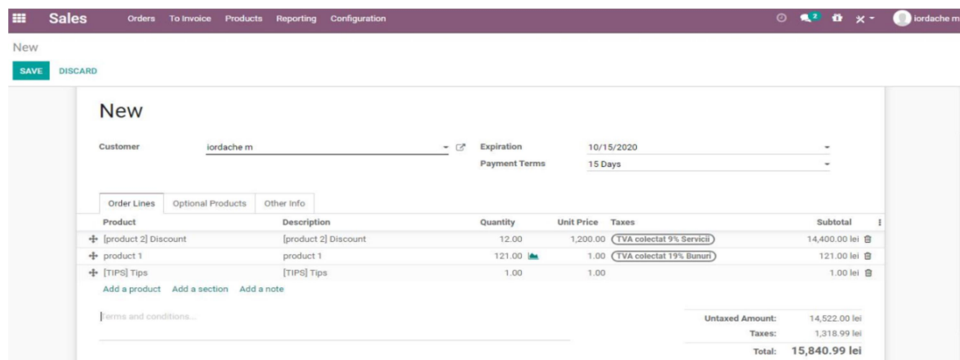 Sales Orders To Invoice Products Reporting Configuration 2 iordache m
New
SAVE DISCARD
New
Customer iordache m Expiration 10/15/2020
Payment Terms 15 Days
Order Lines Optional Products Other Info
Product Description Quantity Unit Price Taxes Subtotal
[product 2] Discount [product 2] Discount 12.00 1,200.00 TVA colectat 9% Servicii 14,400.00 lei
product 1 product 1 121.00 1.00 TVA colectat 19% Bunuri 121.00 lei
[TIPS] Tips [TIPS] Tips 1.00 1.00 1.00 lei
Add a product Add a section Add a note
Terms and conditions...
Untaxed Amount: 14,522.00 lei
Taxes: 1,318.99 lei
Total: 15,840.99 lei